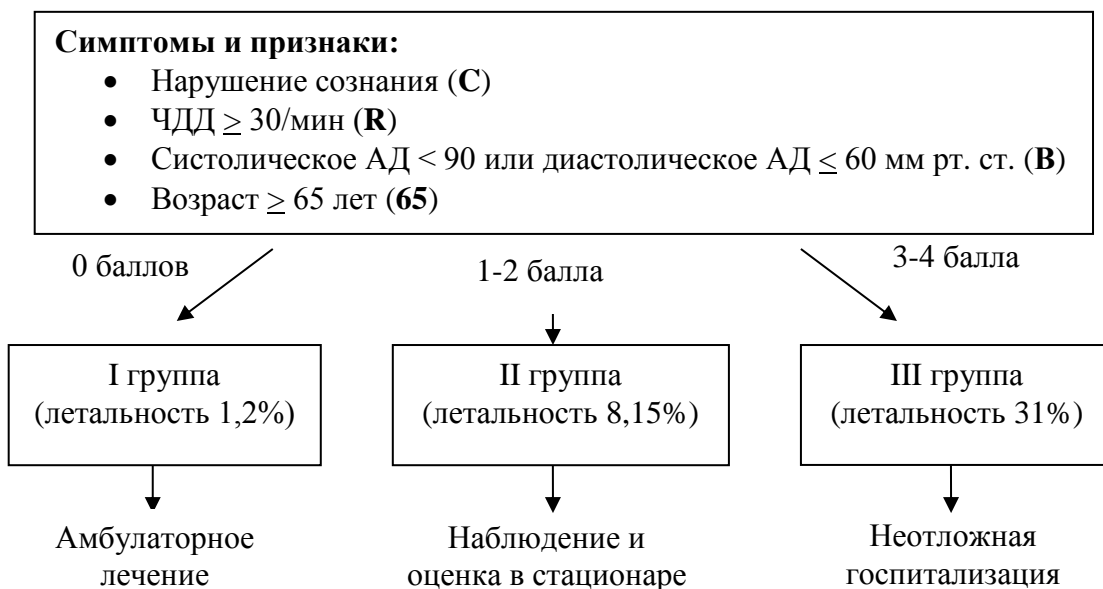 Симптомы и признаки:
• Нарушение сознания (C)
• ЧДД ≥ 30/мин (R)
• Систолическое АД < 90 или диастолическое АД ≤ 60 мм рт. ст. (B)
• Возраст ≥ 65 лет (65)
0 баллов
1-2 балла
3-4 балла
I группа
(летальность 1,2%)
II группа
(летальность 8,15%)
III группа
(летальность 31%)
Амбулаторное
лечение
Наблюдение и
оценка в стационаре
Неотложная
госпитализация